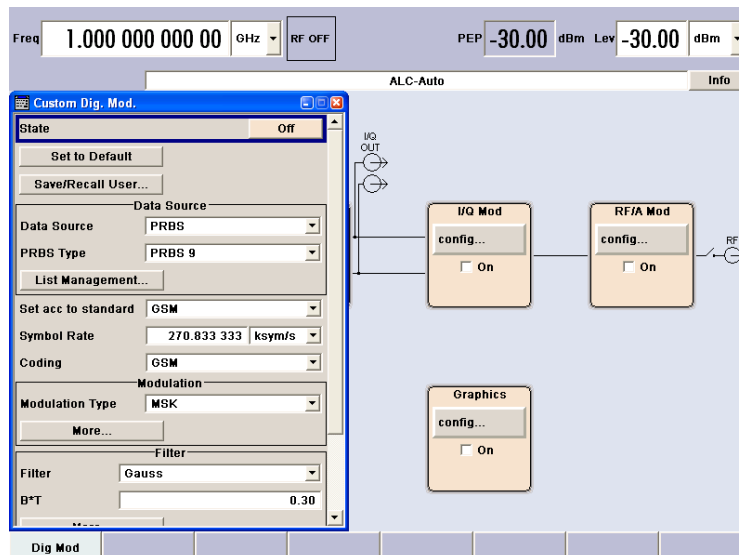 Freq 1.000 000 000 00 GHz RF OFF PEP -30.00 dBm Lev -30.00 dBm
ALC-Auto Info
Custom Dig. Mod.
State Off
Set to Default
Save/Recall User...
Data Source
Data Source PRBS
PRBS Type PRBS 9
List Management...
Set acc to standard GSM
Symbol Rate 270.833 333 ksym/s
Coding GSM
Modulation
Modulation Type MSK
More...
Filter
Filter Gauss
B*T 0.30
I/Q
OUT
I/Q Mod
config...
On
RF/A Mod
config...
On
RF
Graphics
config...
On
Dig Mod